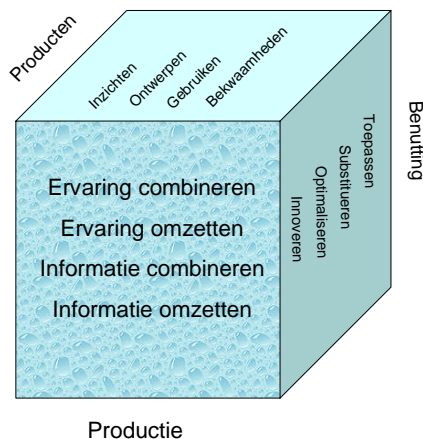 Producten
Inzichten
Ontwerpen
Gebruiken
Bekwaamheden
Benutting
Toepassen
Substitueren
Optimaliseren
Innoveren
Ervaring combineren
Ervaring omzetten
Informatie combineren
Informatie omzetten
Productie